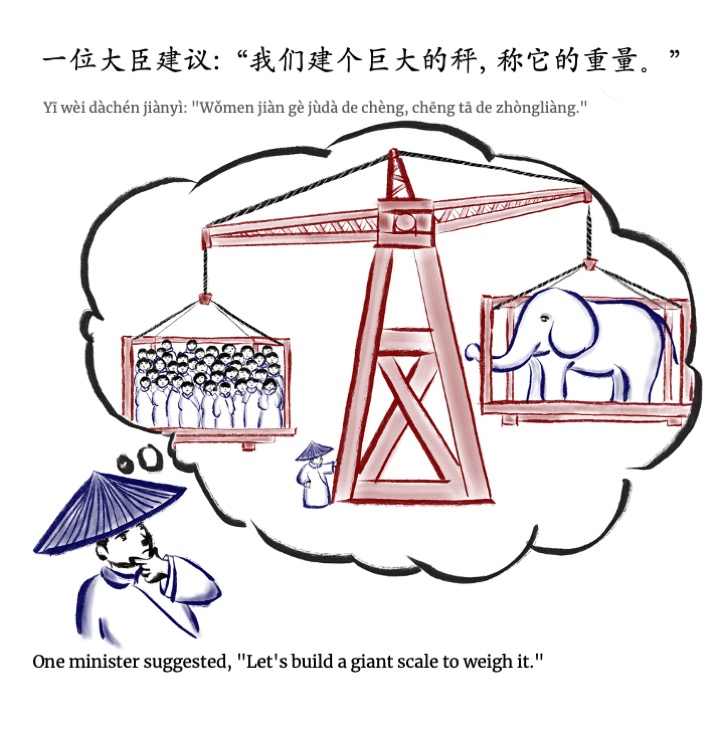 一位大臣建议:“我们建个巨大的秤, 称它的重量。”
Yī wèi dàchén jiànyì: "Wǒmen jiàn gè jùdà de chèng, chēng tā de zhòngliàng."
One minister suggested, "Let's build a giant scale to weigh it."